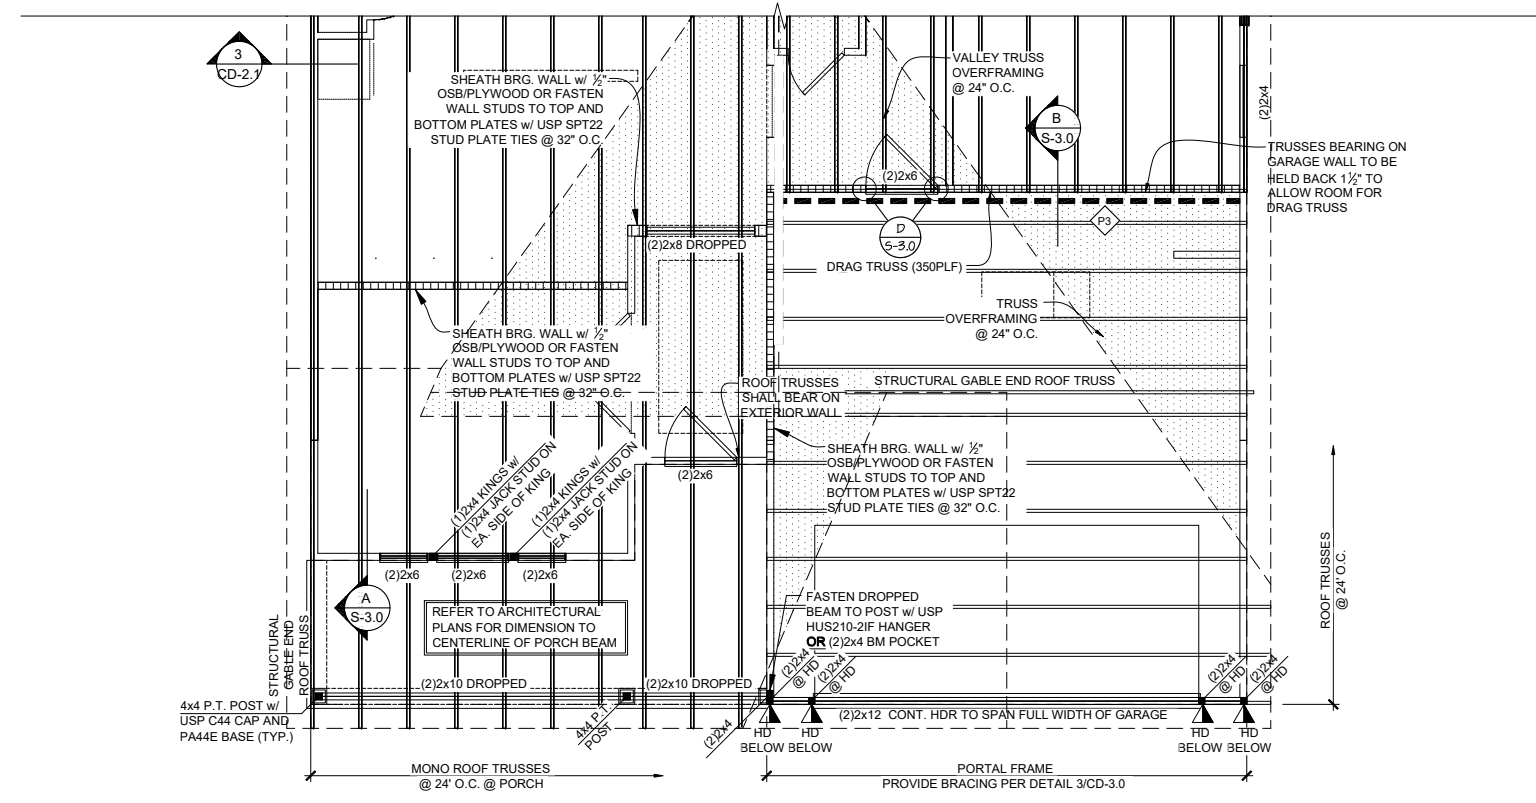 3
CD-2.1
SHEATH BRG. WALL w/ ½"
OSB/PLYWOOD OR FASTEN
WALL STUDS TO TOP AND
BOTTOM PLATES w/ USP SPT22
STUD PLATE TIES @ 32" O.C.
VALLEY TRUSS
OVERFRAMING
@ 24" O.C.
B
S-3.0
(2)2x4
TRUSSES BEARING ON
GARAGE WALL TO BE
HELD BACK 1½" TO
ALLOW ROOM FOR
DRAG TRUSS
(2)2x6
P3
D
S-3.0
(2)2x8 DROPPED
DRAG TRUSS (350PLF)
TRUSS
OVERFRAMING
@ 24" O.C.
SHEATH BRG. WALL w/ ½"
OSB/PLYWOOD OR FASTEN
WALL STUDS TO TOP AND
BOTTOM PLATES w/ USP SPT22
STUD PLATE TIES @ 32" O.C.
ROOF TRUSSES
SHALL BEAR ON
EXTERIOR WALL
STRUCTURAL GABLE END ROOF TRUSS
SHEATH BRG. WALL w/ ½"
OSB/PLYWOOD OR FASTEN
WALL STUDS TO TOP AND
BOTTOM PLATES w/ USP SPT22
STUD PLATE TIES @ 32" O.C.
(2)2x6
(1)2x4 KINGS w/
(1)2x4 JACK STUD ON
EA. SIDE OF KING
(1)2x4 KINGS w/
(1)2x4 JACK STUD ON
EA. SIDE OF KING
(2)2x6
(2)2x6
(2)2x6
A
S-3.0
REFER TO ARCHITECTURAL
PLANS FOR DIMENSION TO
CENTERLINE OF PORCH BEAM
FASTEN DROPPED
BEAM TO POST w/ USP
HUS210-2IF HANGER
OR (2)2x4 BM POCKET
ROOF TRUSSES
@ 24' O.C.
STRUCTURAL
GABLE END
ROOF TRUSS
(2)2x10 DROPPED
(2)2x10 DROPPED
(2)2x4
@ HD
(2)2x4
@ HD
(2)2x4
@ HD
(2)2x4
@ HD
4x4 P.T. POST w/
USP C44 CAP AND
PA44E BASE (TYP.)
4x4 P.T.
POST
(2)2x4
(2)2x12 CONT. HDR TO SPAN FULL WIDTH OF GARAGE
HD
BELOW
HD
BELOW
HD
BELOW
HD
BELOW
MONO ROOF TRUSSES
@ 24' O.C. @ PORCH
PORTAL FRAME
PROVIDE BRACING PER DETAIL 3/CD-3.0